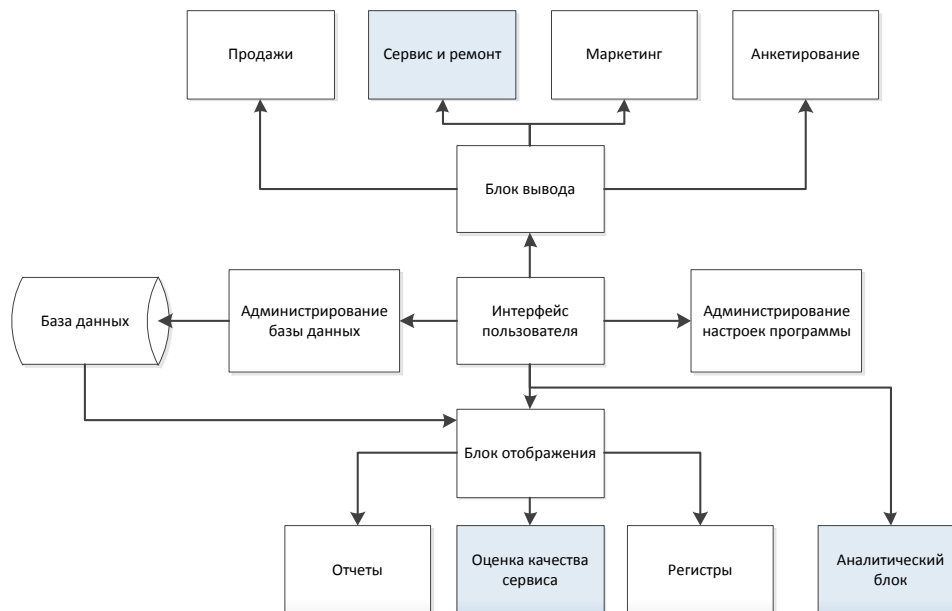 Продажи
Сервис и ремонт
Маркетинг
Анкетирование
Блок вывода
База данных
Администрирование
базы данных
Интерфейс
пользователя
Администрирование
настроек программы
Блок отображения
Отчеты
Оценка качества
сервиса
Регистры
Аналитический
блок